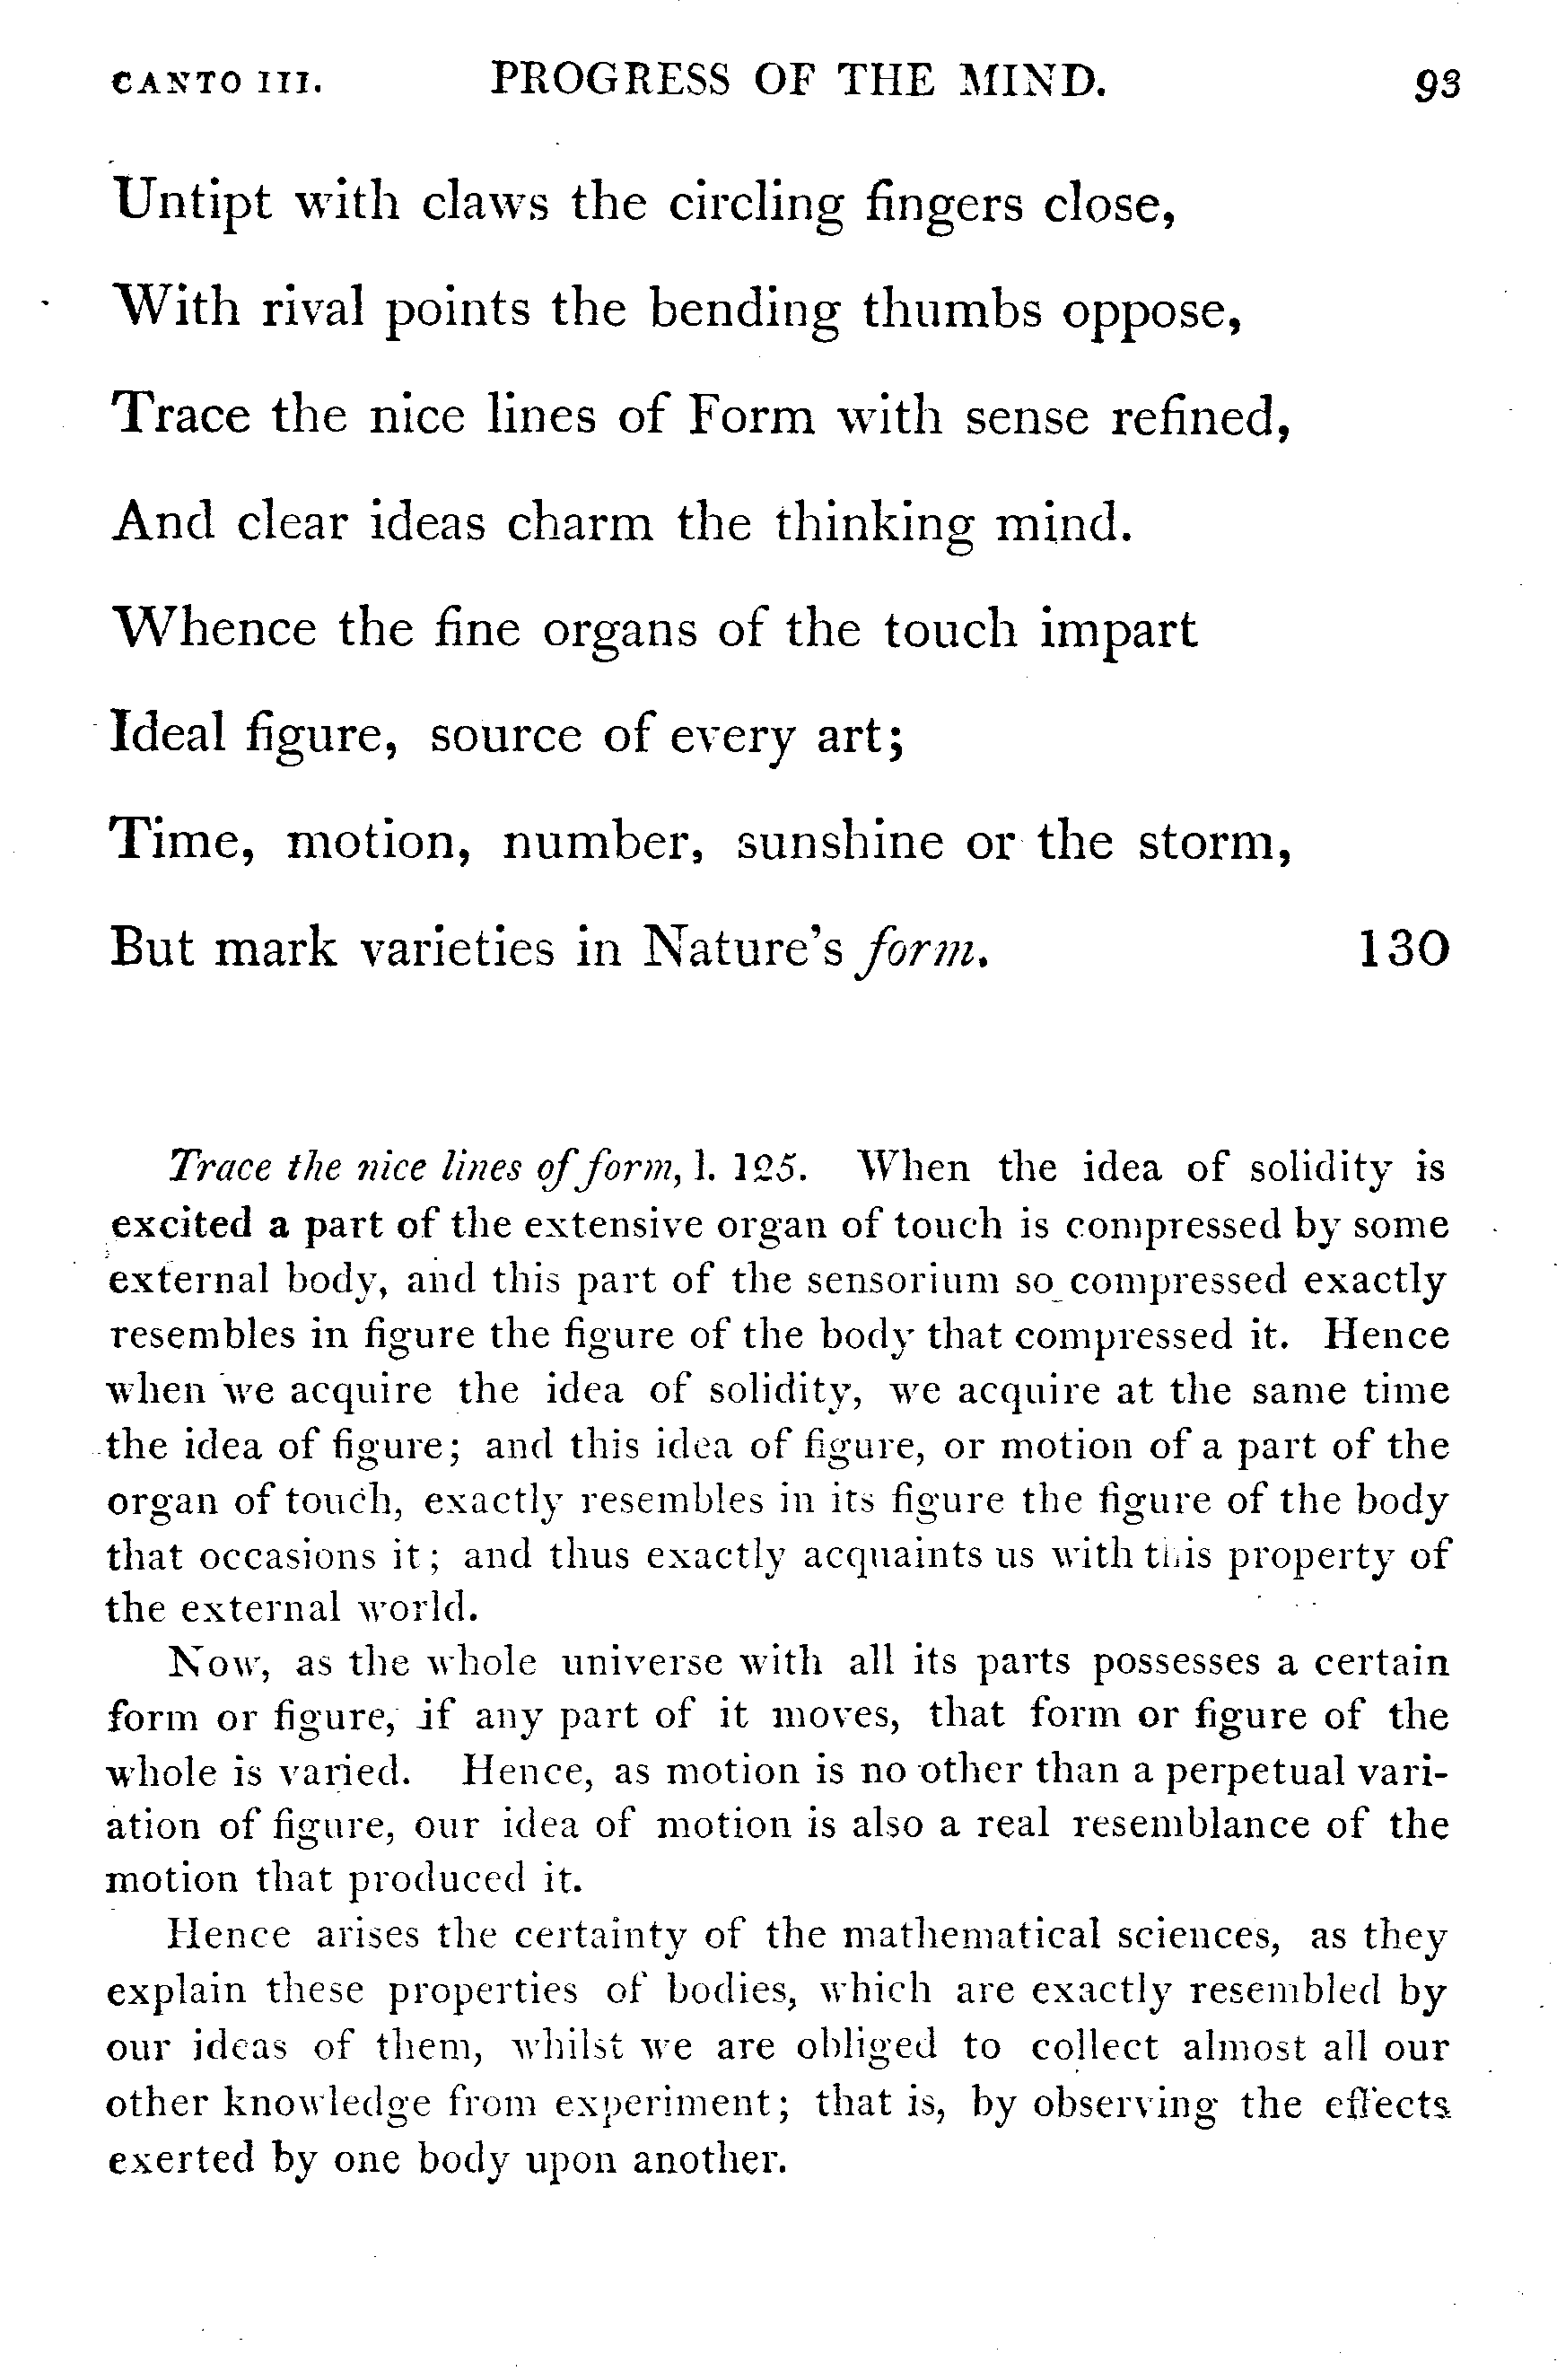 CANTO III. PROGRESS OF THE MIND. 93
Untipt with claws the circling fingers close,
With rival points the bending thumbs oppose,
Trace the nice lines of Form with sense refined,
And clear ideas charm the thinking mind.
Whence the fine organs of the touch impart
Ideal figure, source of every art;
Time, motion, number, sunshine or the storm,
But mark varieties in Nature's form. 130
Trace the nice lines of form, l. 125. When the idea of solidity is
excited a part of the extensive organ of touch is compressed by some
external body, and this part of the sensorium so compressed exactly
resembles in figure the figure of the body that compressed it. Hence
when we acquire the idea of solidity, we acquire at the same time
the idea of figure; and this idea of figure, or motion of a part of the
organ of touch, exactly resembles in its figure the figure of the body
that occasions it; and thus exactly acquaints us with this property of
the external world.
Now, as the whole universe with all its parts possesses a certain
form or figure, if any part of it moves, that form or figure of the
whole is varied. Hence, as motion is no other than a perpetual vari-
ation of figure, our idea of motion is also a real resemblance of the
motion that produced it.
Hence arises the certainty of the mathematical sciences, as they
explain these properties of bodies, which are exactly resembled by
our ideas of them, whilst we are obliged to collect almost all our
other knowledge from experiment; that is, by observing the effects
exerted by one body upon another.